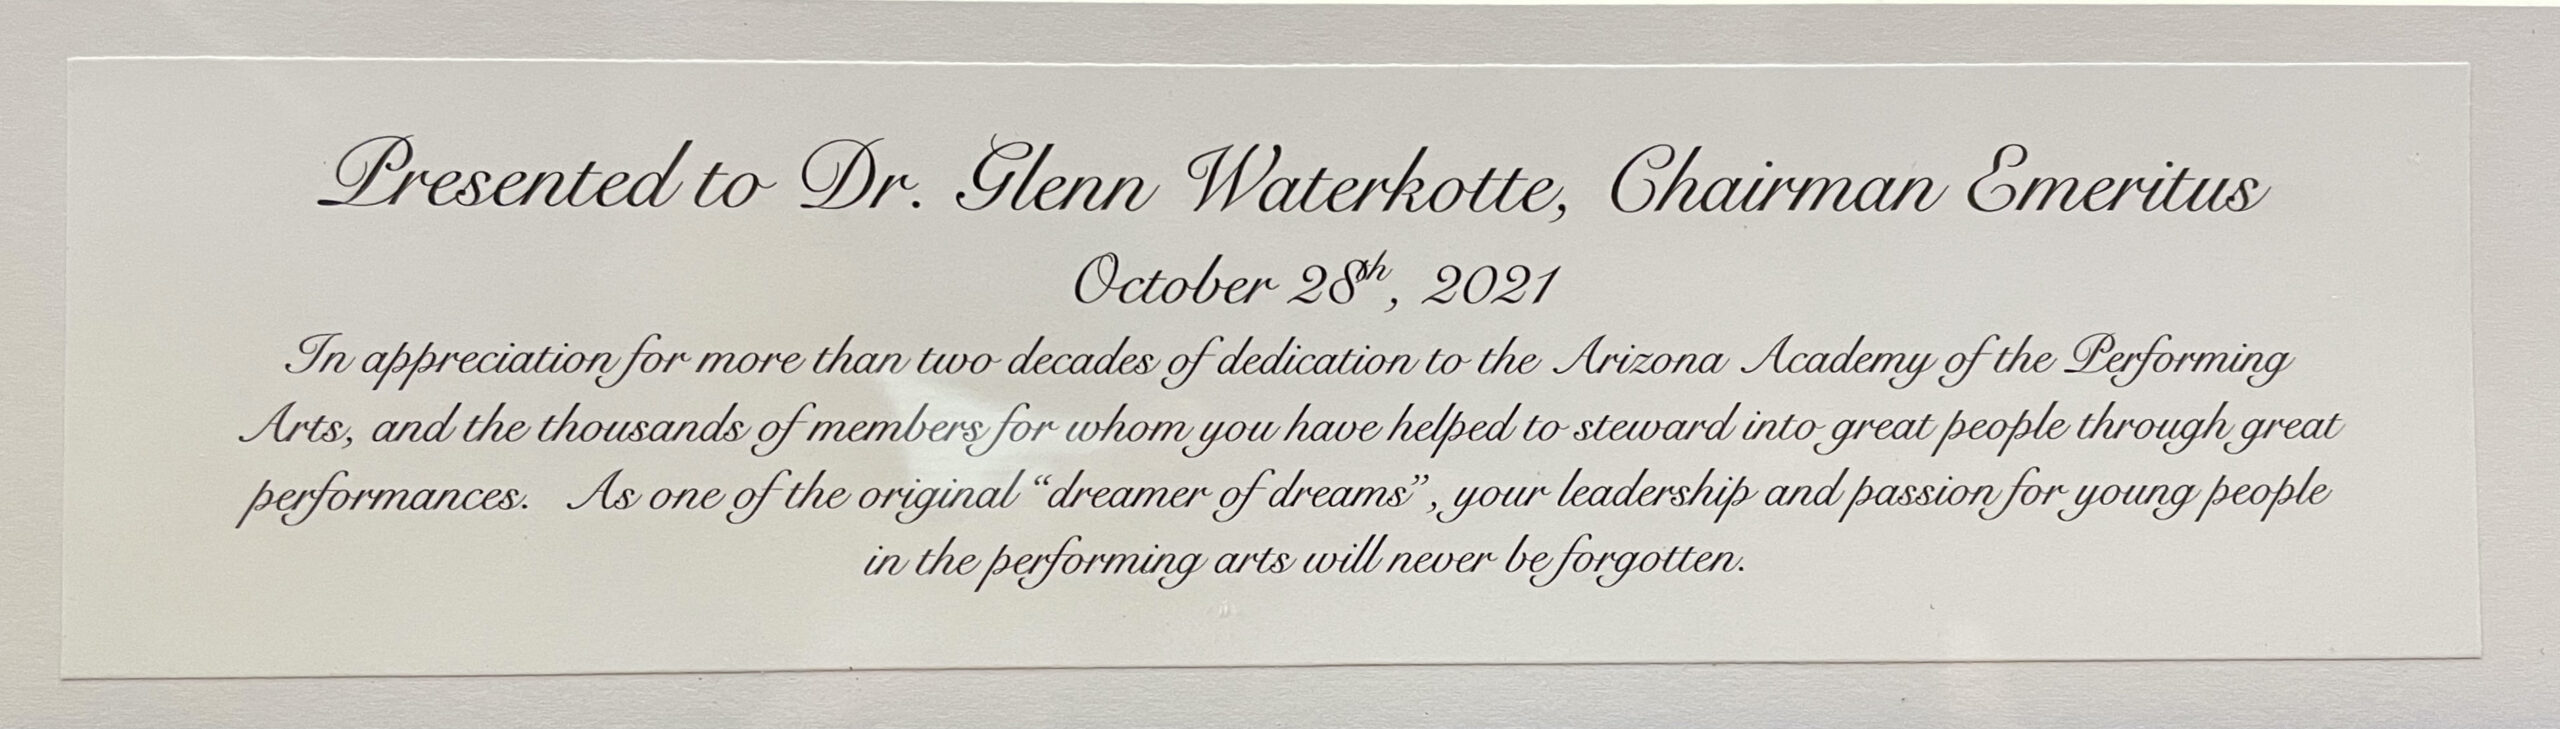 Presented to Dr. Glenn Waterkotte, Chairman Emeritus
October 28th, 2021
In appreciation for more than two decades of dedication to the Arizona Academy of the Performing
Arts, and the thousands of members for whom you have helped to steward into great people through great
performances. As one of the original “dreamer of dreams”, your leadership and passion for young people
in the performing arts will never be forgotten.